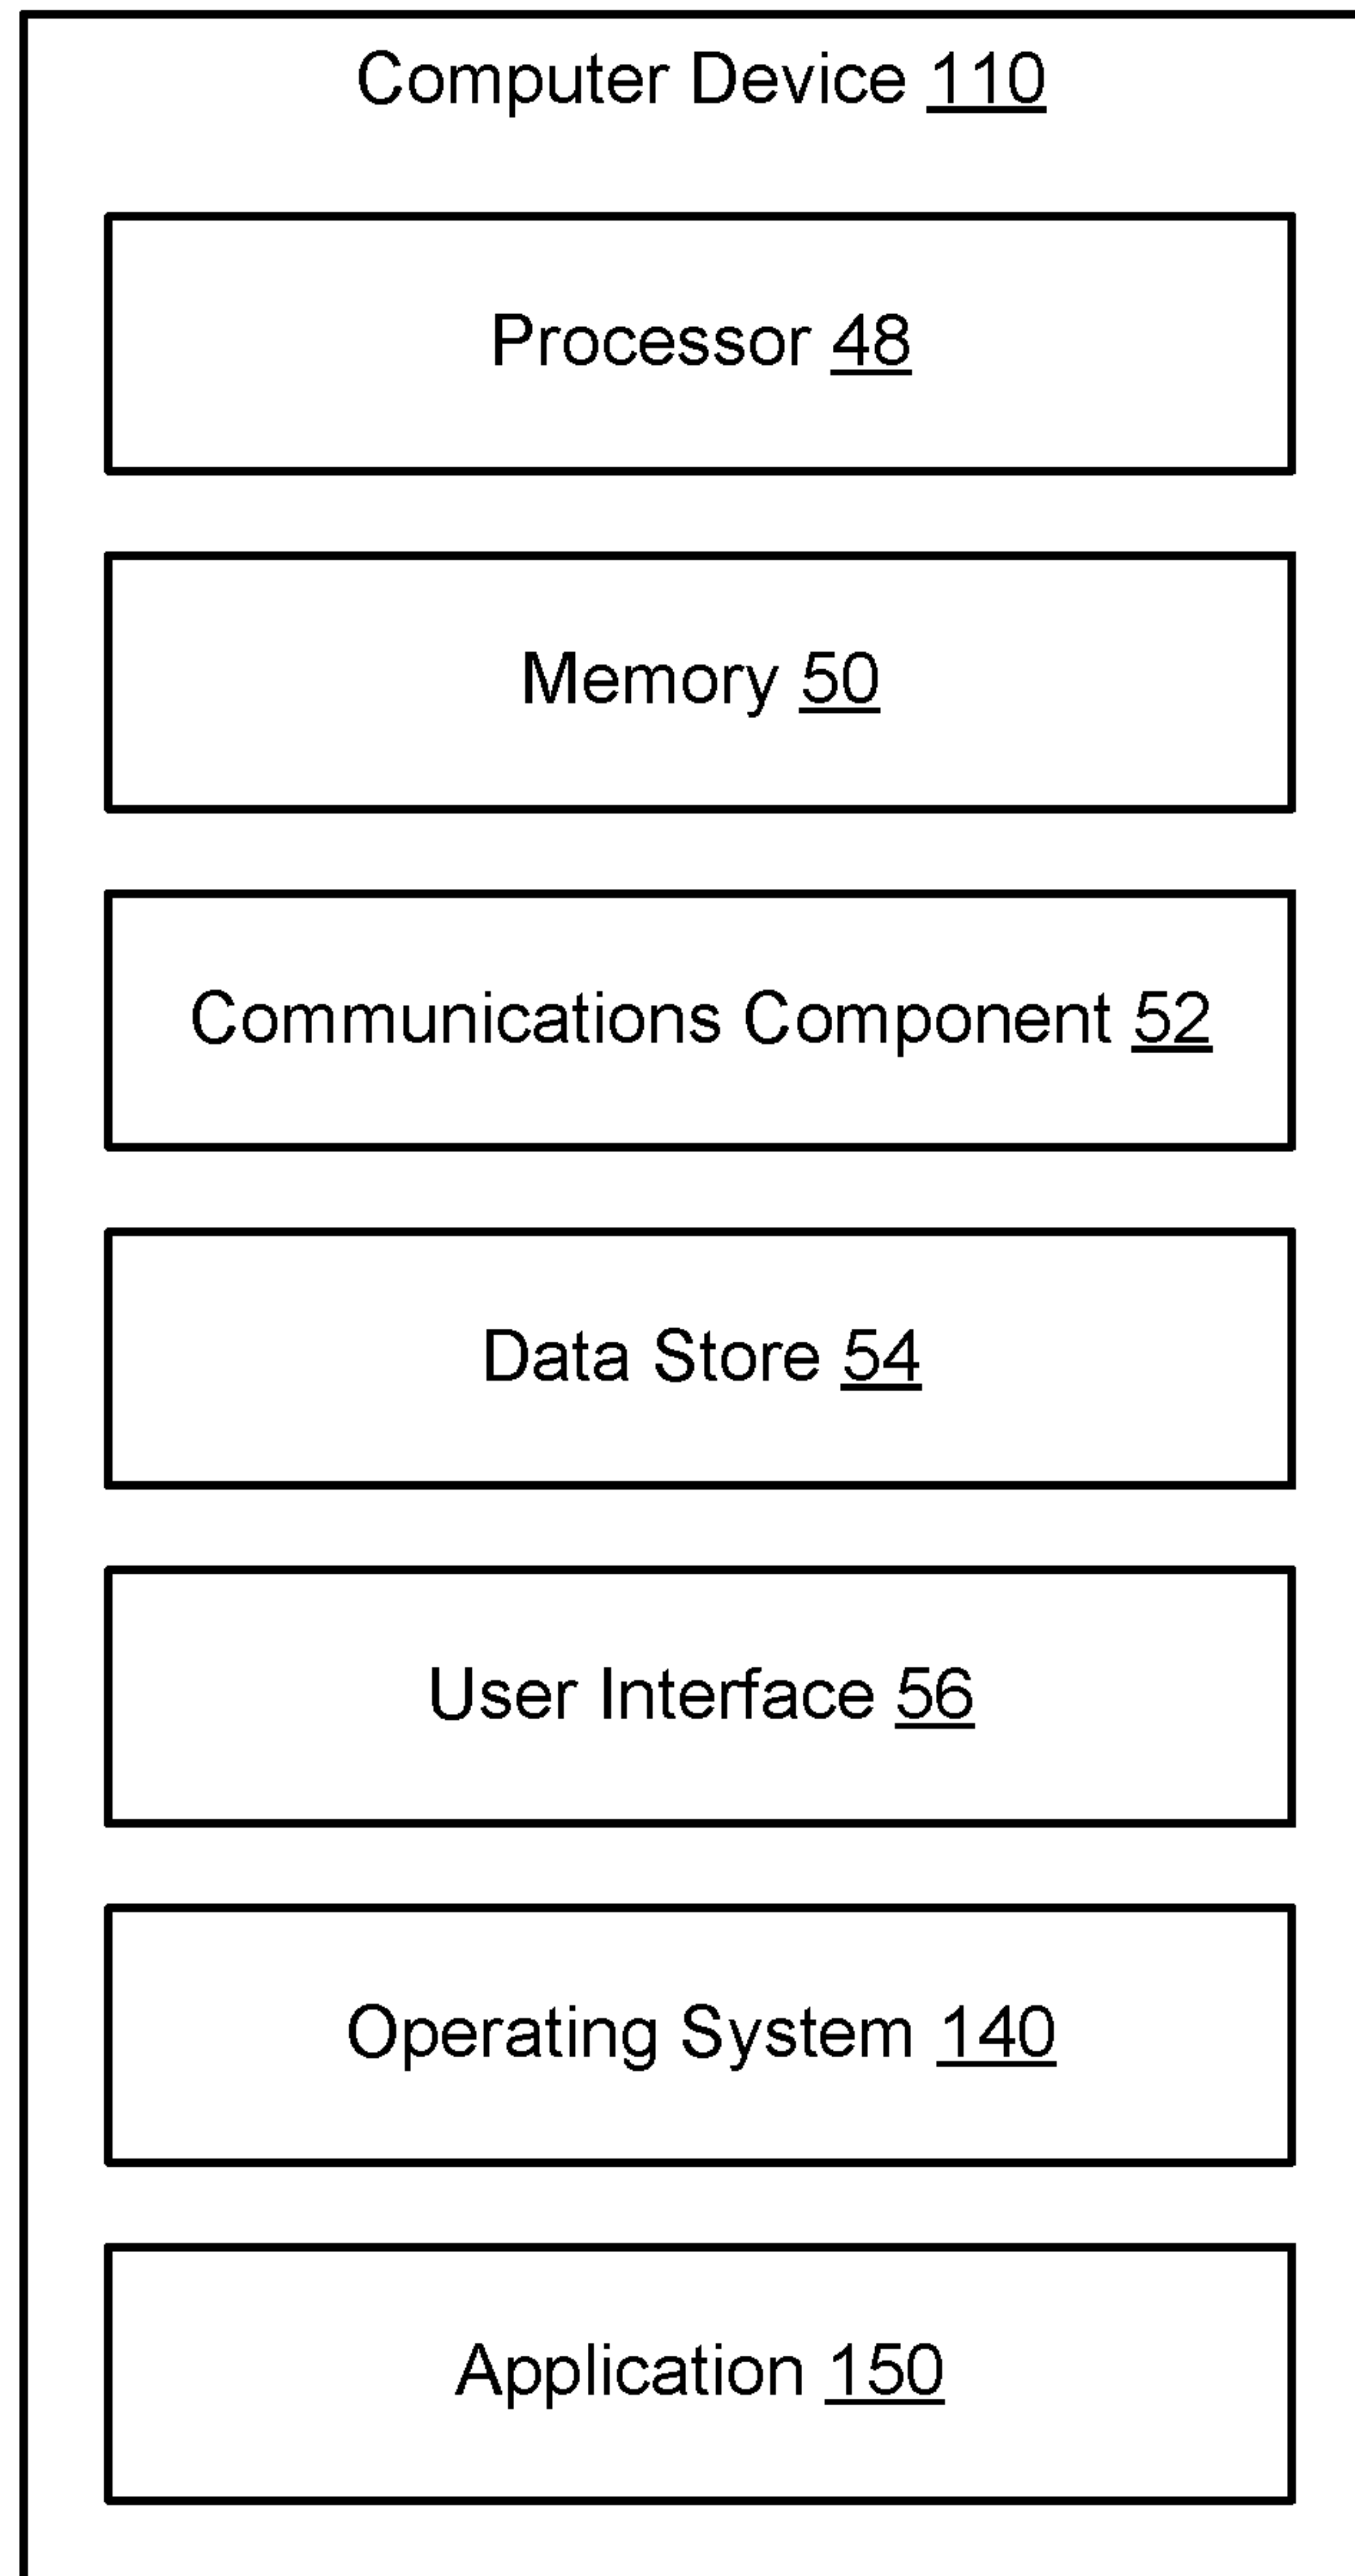 Computer Device 110
Processor 48
Memory 50
Communications Component 52
Data Store 54
User Interface 56
Operating System 140
Application 150